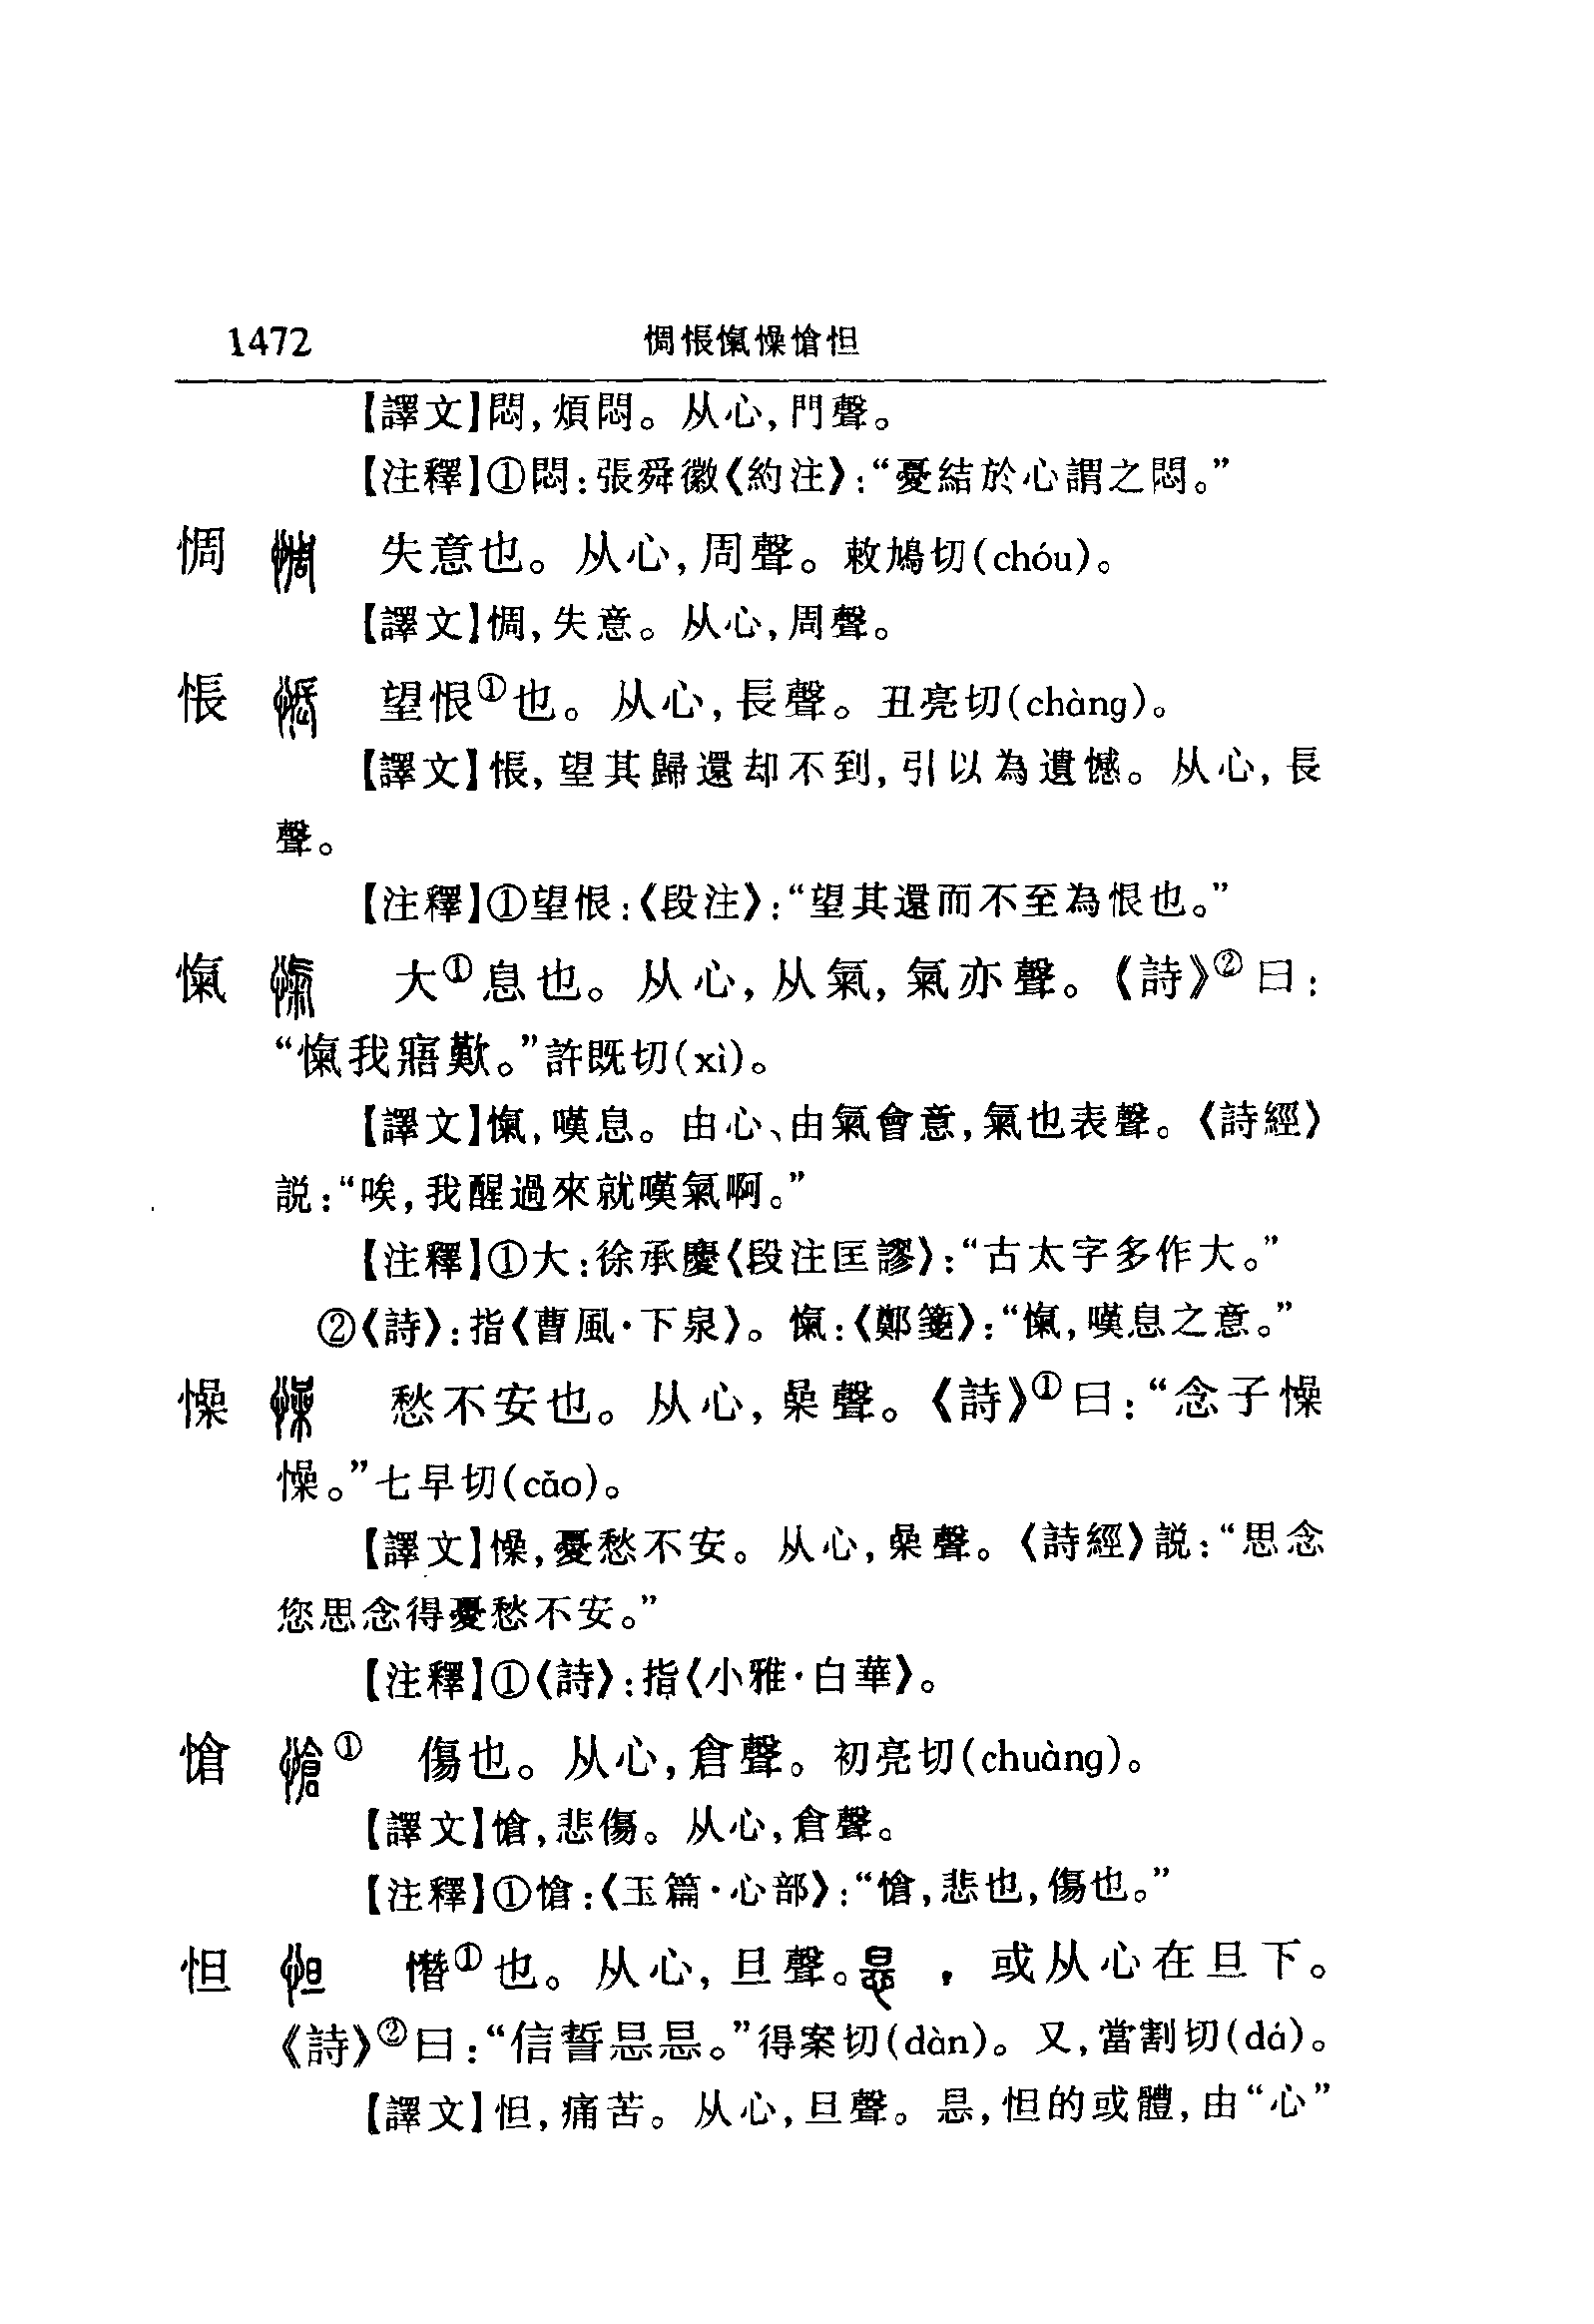 1472 惆悵愾懆愴怛
【譯文】悶,煩悶。从心,門聲。
【注釋】①悶:張舜徽《約注》:“憂結於心謂之悶。”
惆 失意也。从心,周聲。敕鳩切(chóu)。
【譯文】惆,失意。从心,周聲。
悵 望恨①也。从心,長聲。丑亮切(chàng)。
【譯文】悵,望其歸還却不到,引以為遺憾。从心,長
聲。
【注釋】①望恨:《段注》:“望其還而不至為恨也。”
愾 大①息也。从心,从氣,氣亦聲。《詩》②曰:
“愾我寤歎。”許既切(xì)。
【譯文】愾,嘆息。由心、由氣會意,氣也表聲。《詩經》
説:“唉,我醒過來就嘆氣啊。”
【注釋】①大:徐承慶《段注匡謬》:“古太字多作大。”
②《詩》:指《曹風·下泉》。愾:《鄭箋》:“愾,嘆息之意。”
懆 愁不安也。从心,喿聲。《詩》①曰:“念子懆
懆。”七早切(cǎo)。
【譯文】懆,憂愁不安。从心,喿聲。《詩經》説:“思念
您思念得憂愁不安。”
【注釋】①《詩》:指《小雅·白華》。
愴 ① 傷也。从心,倉聲。初亮切(chuàng)。
【譯文】愴,悲傷。从心,倉聲。
【注釋】①愴:《玉篇·心部》:“愴,悲也,傷也。”
怛 憯①也。从心,旦聲。 ,或从心在旦下。
《詩》②曰:“信誓悬悬。”得案切(dàn)。又,當割切(dá)。
【譯文】怛,痛苦。从心,旦聲。悬,怛的或體,由“心”